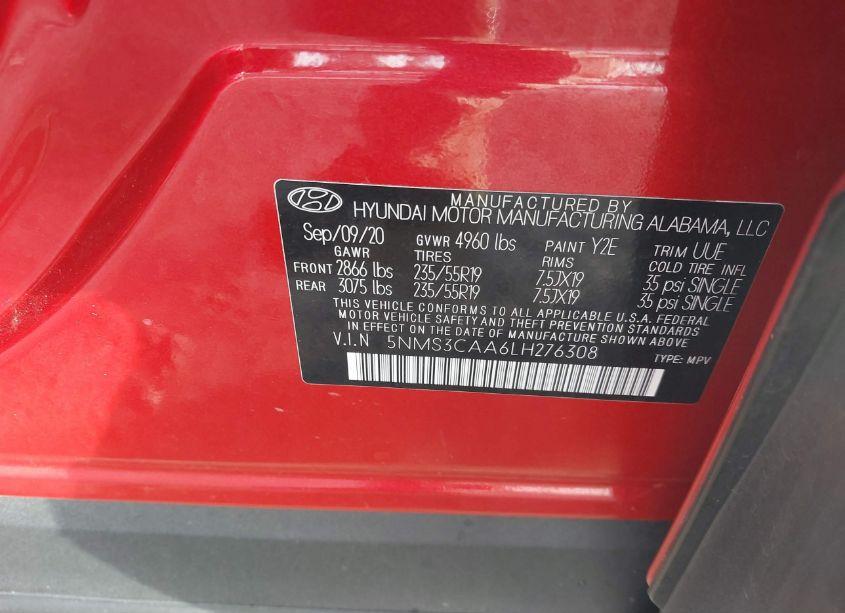 MANUFACTURED BY
HYUNDAI MOTOR MANUFACTURING ALABAMA, LLC
Sep/09/20 GVWR 4960 lbs PAINT Y2E TRIM UUE
GAWR TIRES RIMS COLD TIRE INFL
FRONT 2866 lbs 235/55R19 7.5JX19 35 psi SINGLE
REAR 3075 lbs 235/55R19 7.5JX19 35 psi SINGLE
THIS VEHICLE CONFORMS TO ALL APPLICABLE U.S.A. FEDERAL
MOTOR VEHICLE SAFETY AND THEFT PREVENTION STANDARDS
IN EFFECT ON THE DATE OF MANUFACTURE SHOWN ABOVE
V.I.N 5NMS3CAA6LH276308 TYPE: MPV